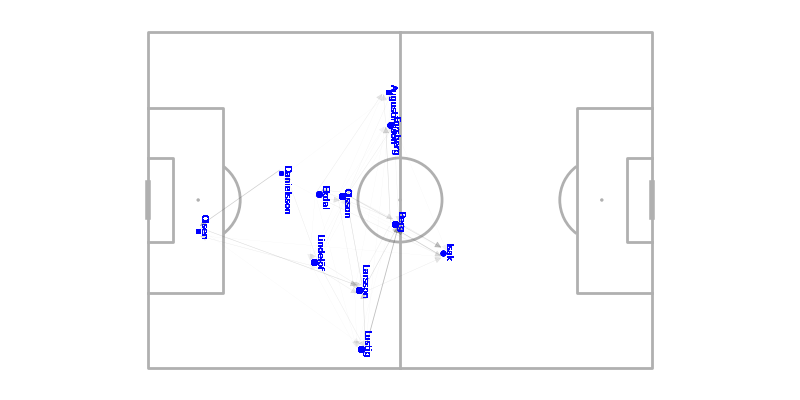 Augustinsson
Forsberg
Danielsson
Ekdal
Olsson
Olsen
Berg
Isak
Lindelöf
Larsson
Lustig